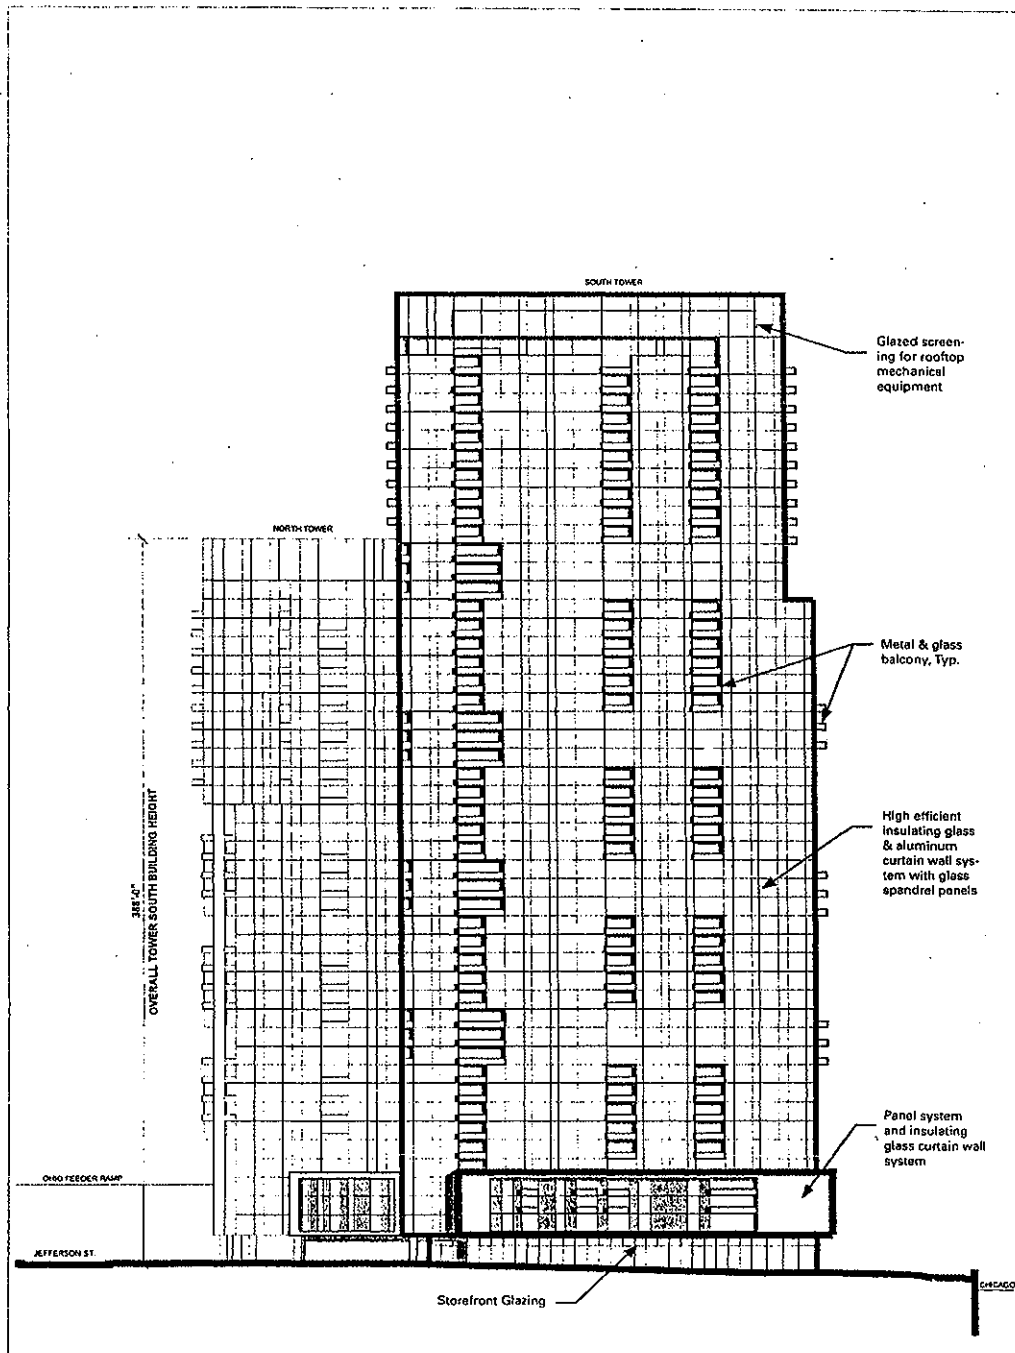 SOUTH TOWER
Glazed screen-
ing for rooftop
mechanical
equipment
NORTH TOWER
Metal & glass
balcony, Typ.
High efficient
insulating glass
& aluminum
curtain wall sys-
tem with glass
spandrel panels
OVERALL TOWER SOUTH BUILDING HEIGHT
Panel system
and insulating
glass curtain wall
system
OHIO FEEDER RAMP
JEFFERSON ST.
CHICAGO
Storefront Glazing